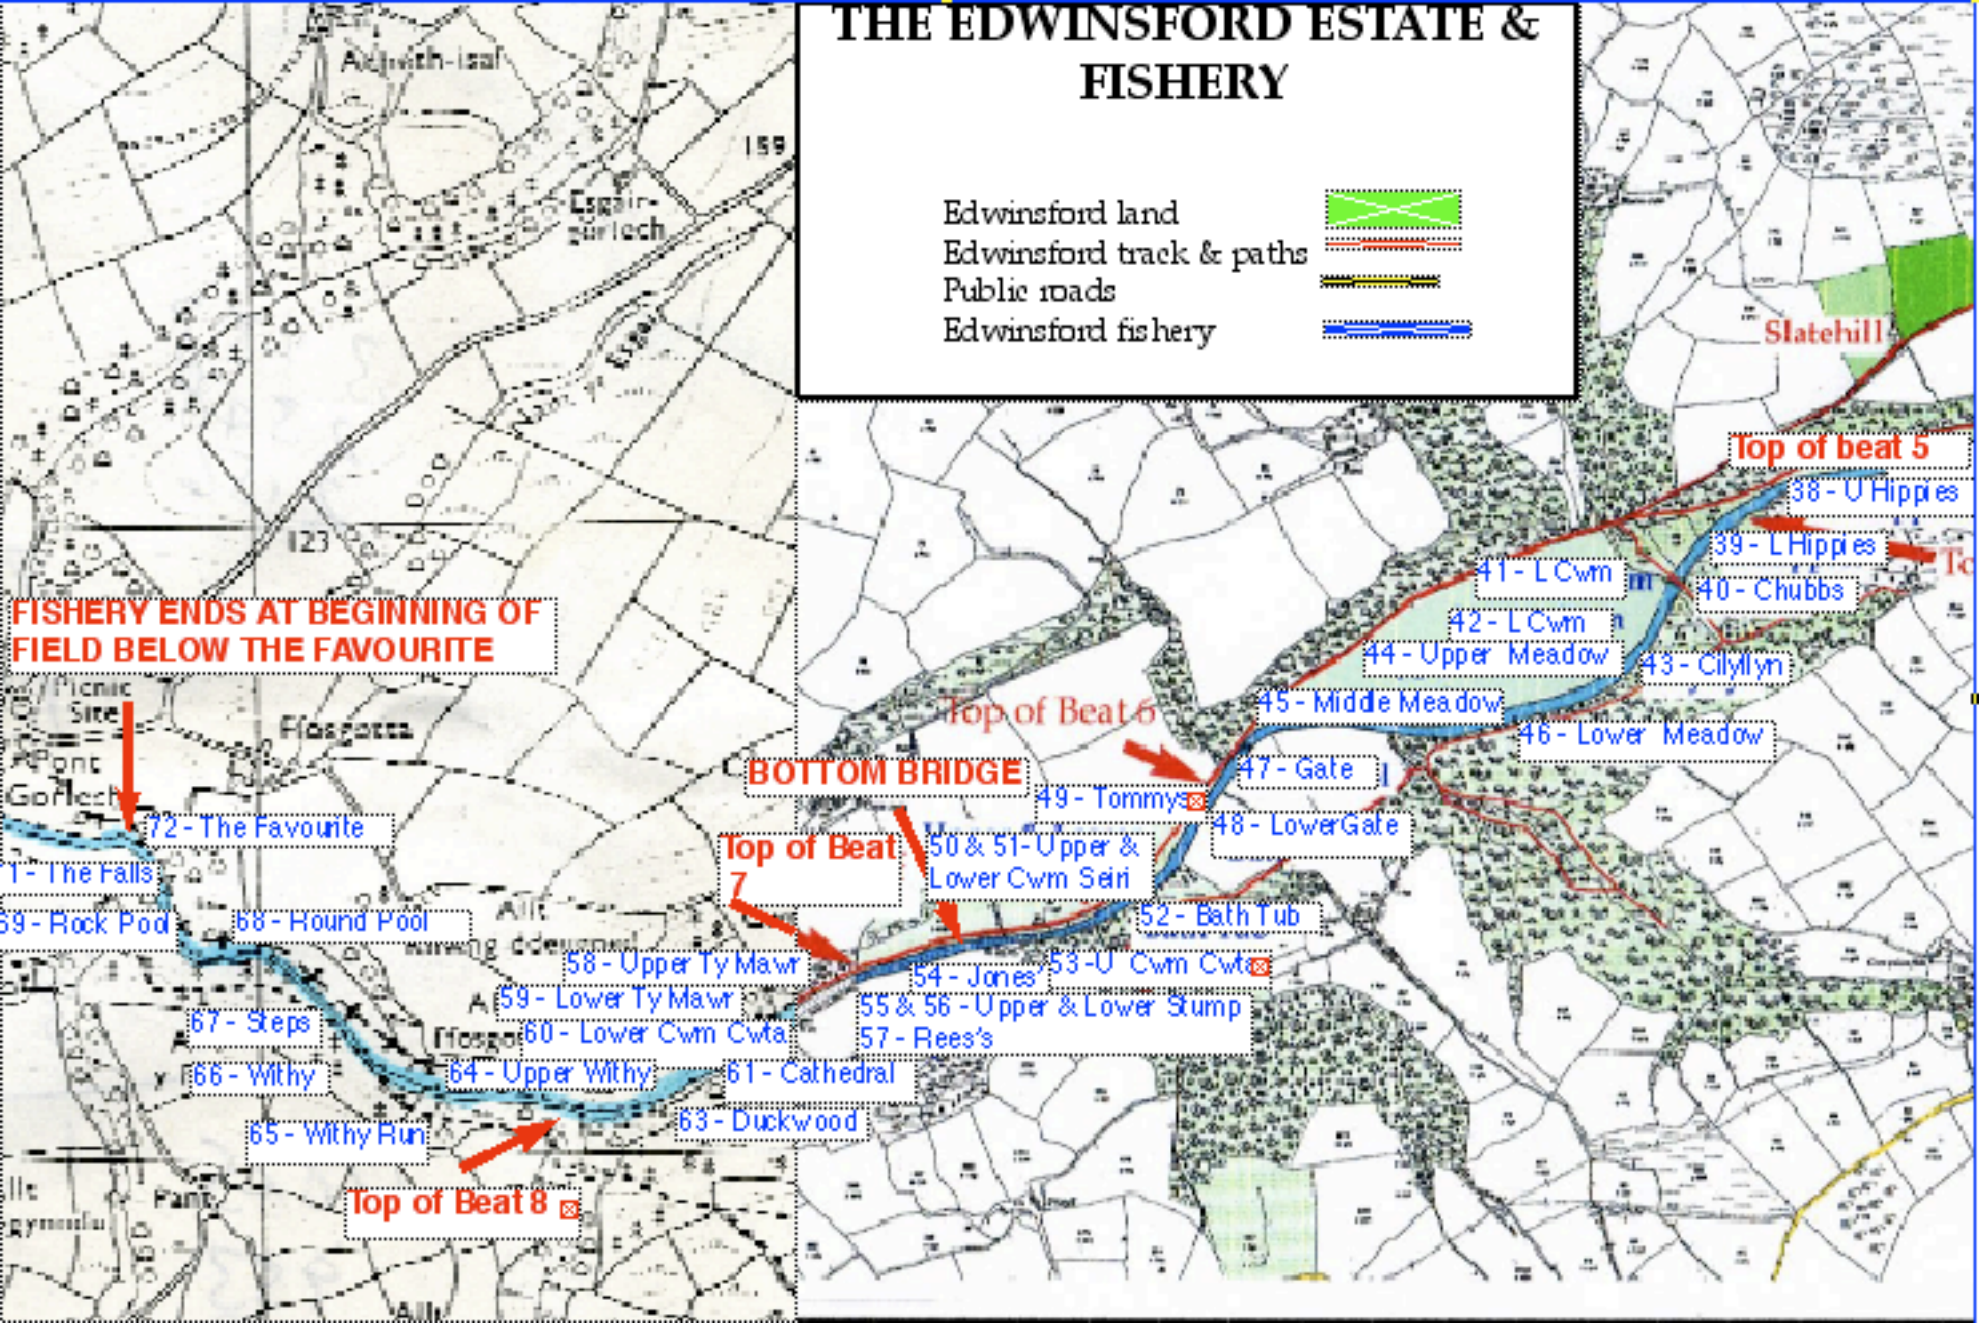 THE EDWINSFORD ESTATE &
FISHERY
Edwinsford land
Edwinsford track & paths
Public roads
Edwinsford fishery
159
Slatehill
Top of beat 5
38 - U Hippies
39 - L Hippies
To
40 - Chubbs
41 - L Cwm
42 - L Cwm
43 - Cilyllyn
44 - Upper Meadow
45 - Middle Meadow
46 - Lower Meadow
Top of Beat 6
47 - Gate
48 - LowerGate
49 - Tommys
BOTTOM BRIDGE
50 & 51- Upper &
Lower Cwm Seiri
52 - Bath Tub
53 -U Cwm Cwta
54 - Jones'
55 & 56 - Upper & Lower Stump
57 - Rees's
Top of Beat
7
58 - Upper Ty Mawr
59 - Lower Ty Mawr
60 - Lower Cwm Cwta
61 - Cathedral
63 - Duckwood
64 - Upper Withy
65 - Withy Run
66 - Withy
67 - Steps
68 - Round Pool
69 - Rock Pool
1 - The Falls
72 - The Favourite
Top of Beat 8
FISHERY ENDS AT BEGINNING OF
FIELD BELOW THE FAVOURITE
123
Picnic
Site
Pont
Gorlech
Pant